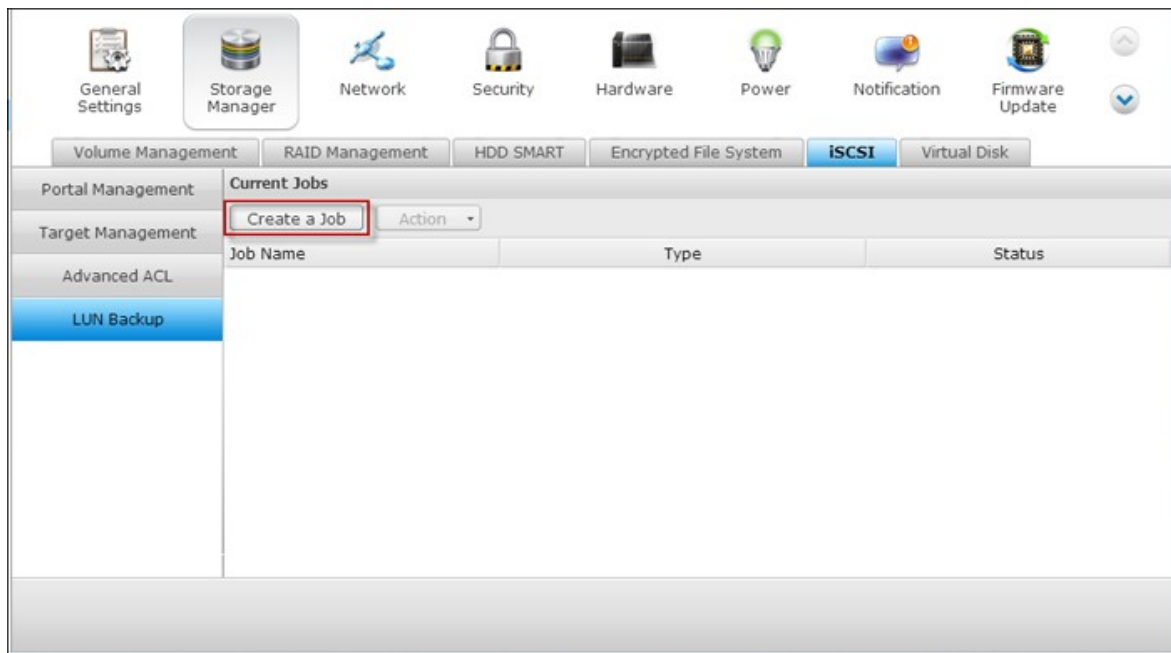 General Settings
Storage Manager
Network
Security
Hardware
Power
Notification
Firmware Update
Volume Management
RAID Management
HDD SMART
Encrypted File System
iSCSI
Virtual Disk
Portal Management
Target Management
Advanced ACL
LUN Backup
Current Jobs
Create a Job
Action
Job Name
Type
Status